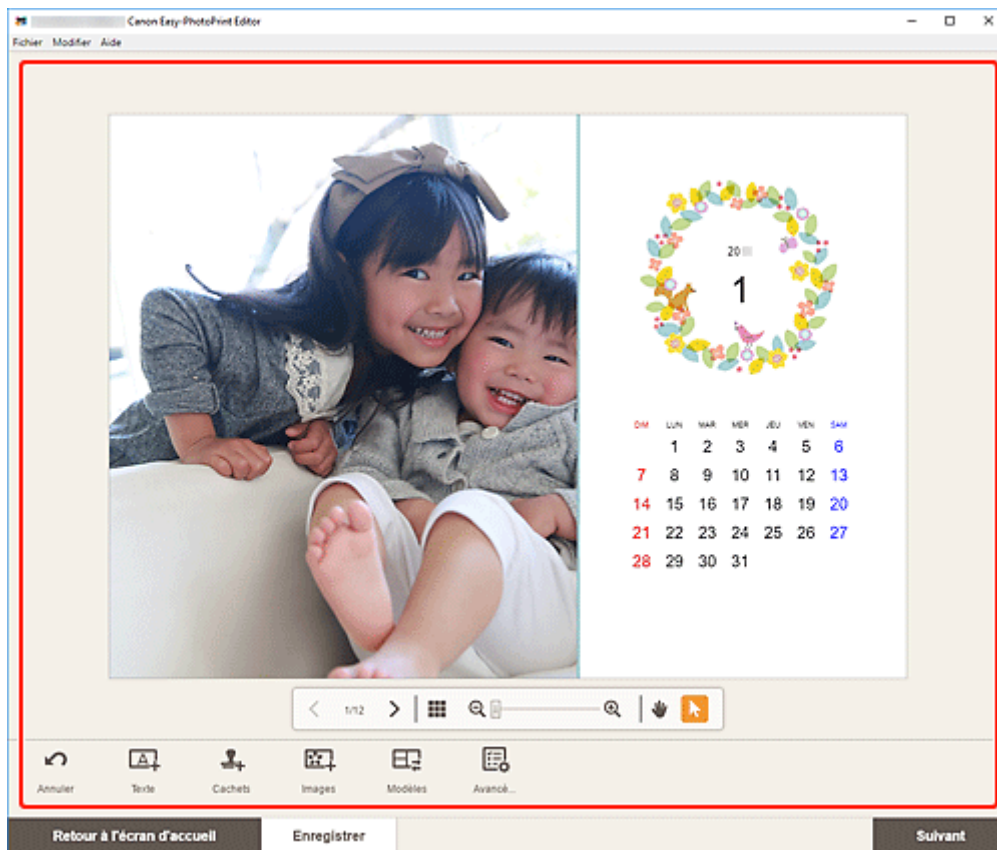 Canon Easy-PhotoPrint Editor
Fichier Modifier Aide
20
1
DIM LUN MAR MER JEU VEN SAM
1 2 3 4 5 6
7 8 9 10 11 12 13
14 15 16 17 18 19 20
21 22 23 24 25 26 27
28 29 30 31
1/12
Annuler Texte Cachets Images Modèles Avancé...
Retour à l'écran d'accueil Enregistrer Suivant